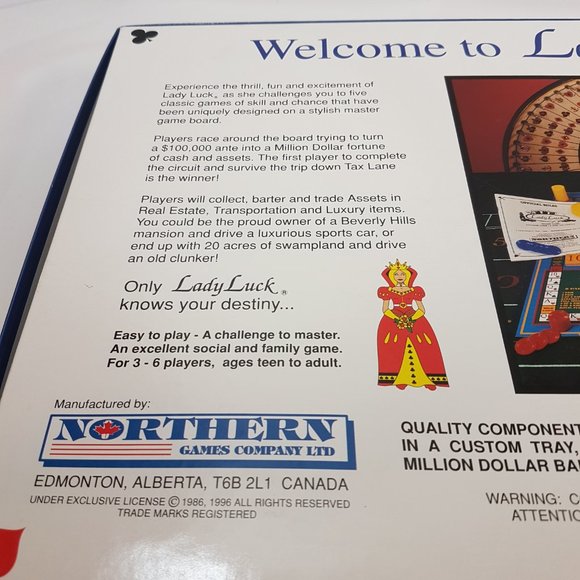 Welcome to
Experience the thrill, fun and excitement of
Lady Luck® as she challenges you to five
classic games of skill and chance that have
been uniquely designed on a stylish master
game board.
Players race around the board trying to turn
a $100,000 ante into a Million Dollar fortune
of cash and assets. The first player to complete
the circuit and survive the trip down Tax Lane
is the winner!
Players will collect, barter and trade Assets in
Real Estate, Transportation and Luxury items.
You could be the proud owner of a Beverly Hills
mansion and drive a luxurious sports car, or
end up with 20 acres of swampland and drive
an old clunker!
Only Lady Luck®
knows your destiny...
Easy to play - A challenge to master.
An excellent social and family game.
For 3 - 6 players, ages teen to adult.
Manufactured by:
NORTHERN
GAMES COMPANY LTD
EDMONTON, ALBERTA, T6B 2L1 CANADA
UNDER EXCLUSIVE LICENSE © 1986, 1996 ALL RIGHTS RESERVED
TRADE MARKS REGISTERED
OFFICIAL RULES
Lady Luck
NORTHERN
QUALITY COMPONENT
IN A CUSTOM TRAY,
MILLION DOLLAR BA
WARNING: C
ATTENTIO